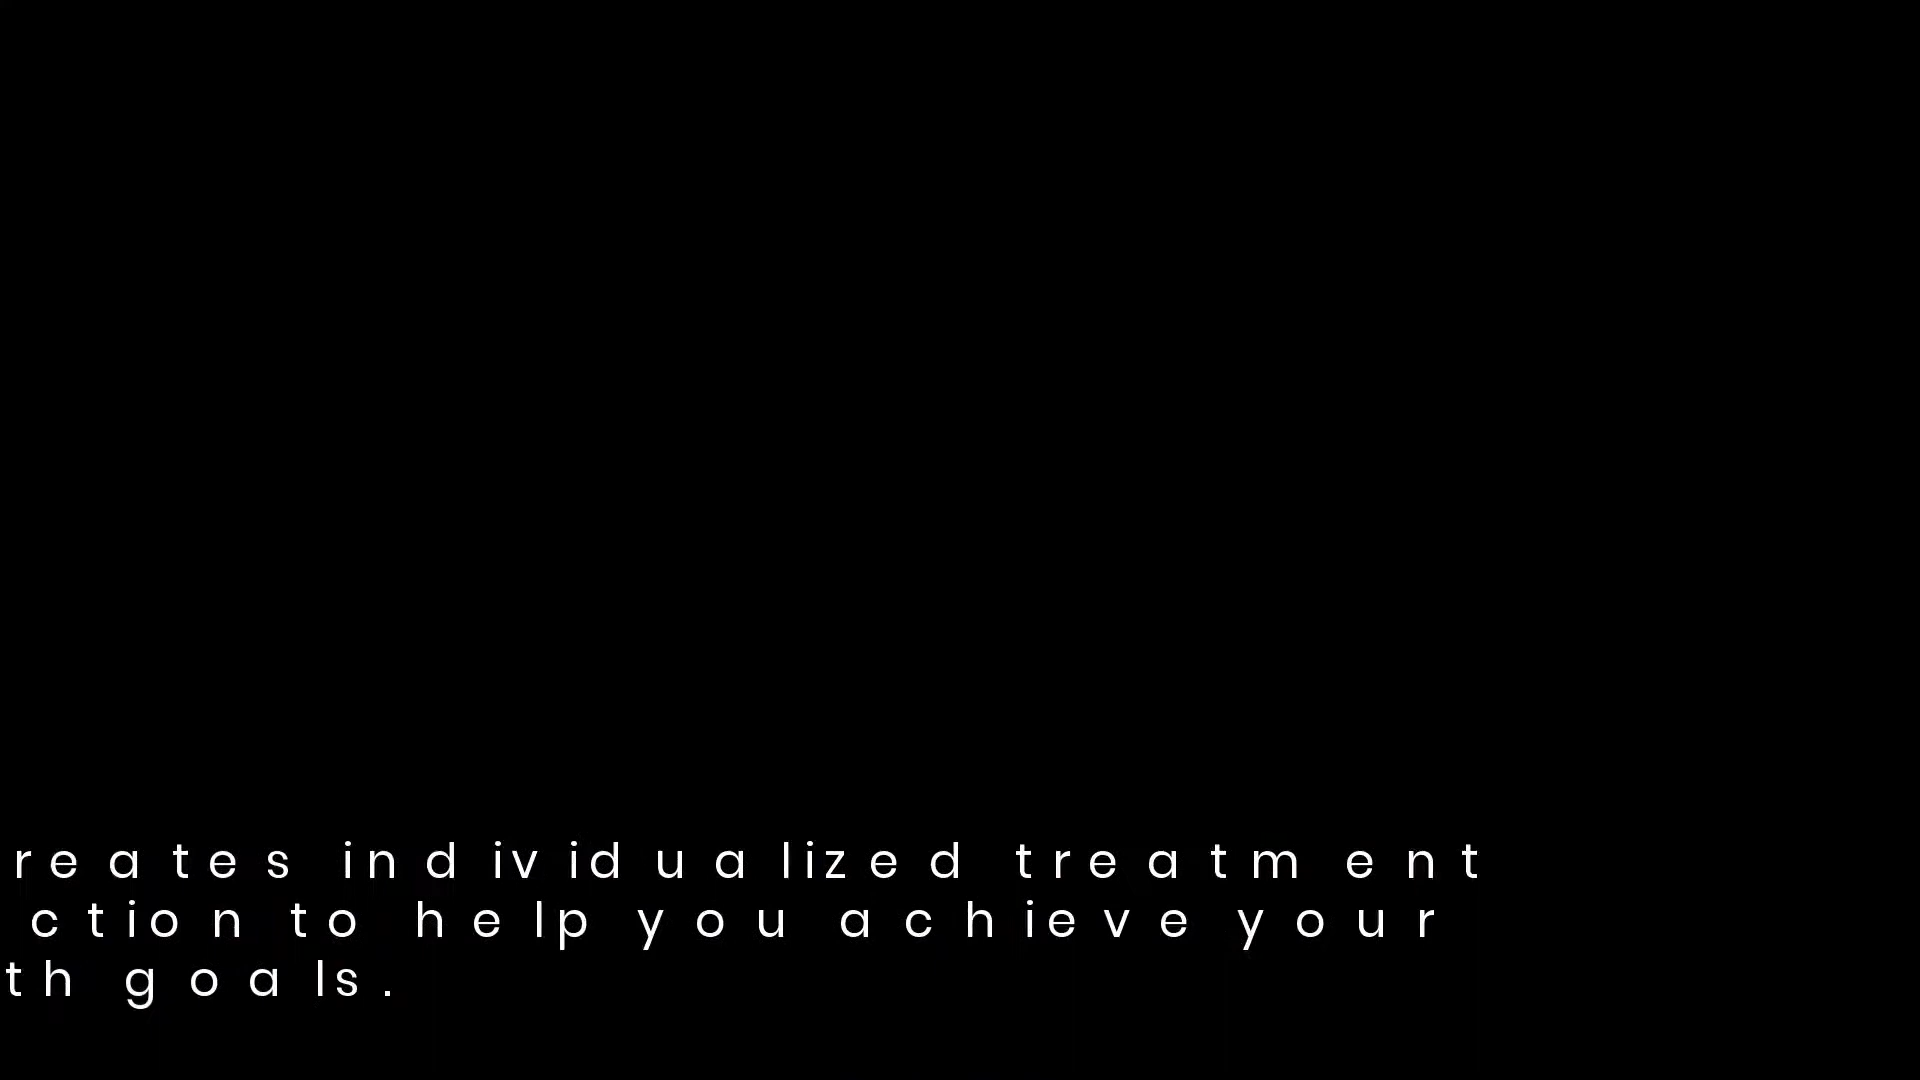 reates individualized treatment
ction to help you achieve your
th goals.